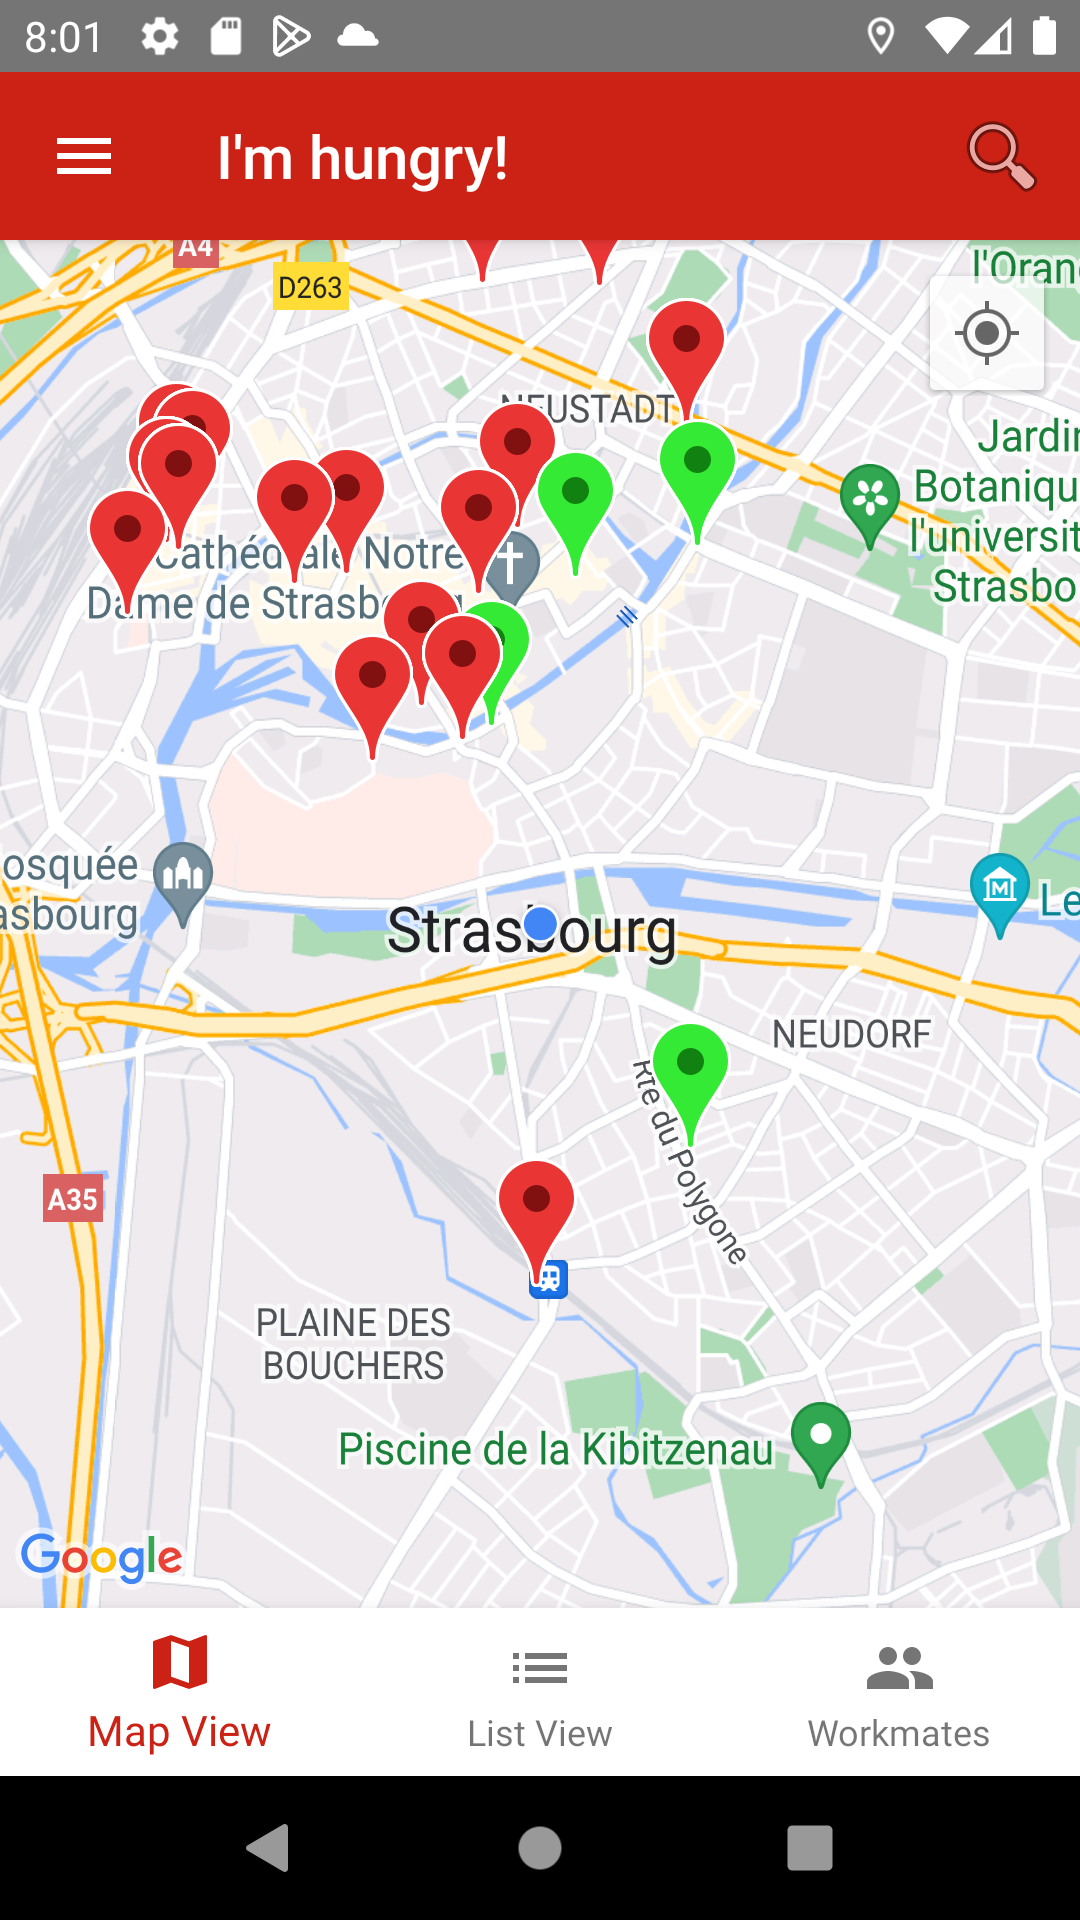 8:01
I'm hungry!
A4
D263
l'Oran
NEUSTADT
Jardin
Botaniqu
l'universit
Strasbo
Cathédrale Notre
Dame de Strasb
osquée
asbourg
Le
Strasbourg
NEUDORF
Rte du Polygone
A35
PLAINE DES
BOUCHERS
Piscine de la Kibitzenau
Google
Map View
List View
Workmates